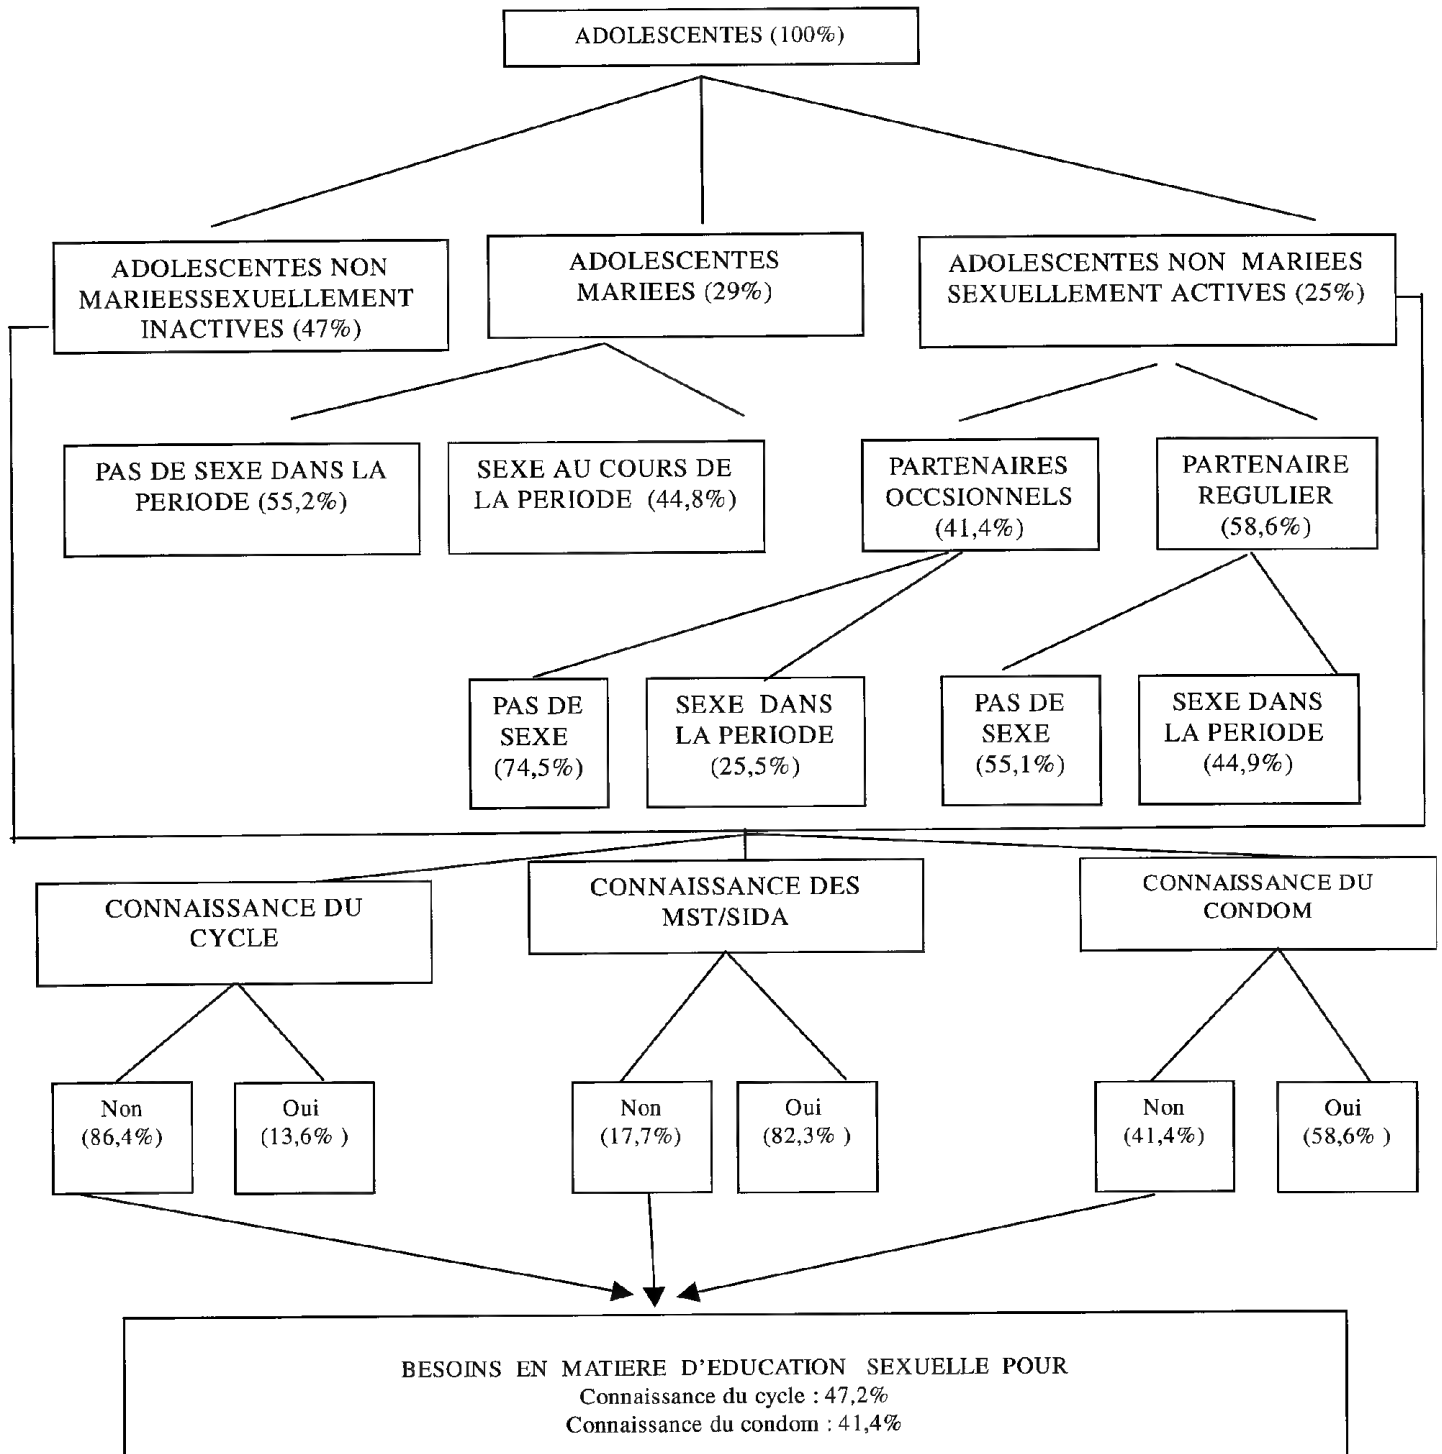 ADOLESCENTES (100%)
ADOLESCENTES NON
MARIEESSEXUELLEMENT
INACTIVES (47%)
ADOLESCENTES
MARIEES (29%)
ADOLESCENTES NON MARIEES
SEXUELLEMENT ACTIVES (25%)
PAS DE SEXE DANS LA
PERIODE (55,2%)
SEXE AU COURS DE
LA PERIODE (44,8%)
PARTENAIRES
OCCSIONNELS
(41,4%)
PARTENAIRE
REGULIER
(58,6%)
PAS DE
SEXE
(74,5%)
SEXE DANS
LA PERIODE
(25,5%)
PAS DE
SEXE
(55,1%)
SEXE DANS
LA PERIODE
(44,9%)
CONNAISSANCE DU
CYCLE
CONNAISSANCE DES
MST/SIDA
CONNAISSANCE DU
CONDOM
Non
(86,4%)
Oui
(13,6% )
Non
(17,7%)
Oui
(82,3% )
Non
(41,4%)
Oui
(58,6% )
BESOINS EN MATIERE D'EDUCATION SEXUELLE POUR
Connaissance du cycle : 47,2%
Connaissance du condom : 41,4%